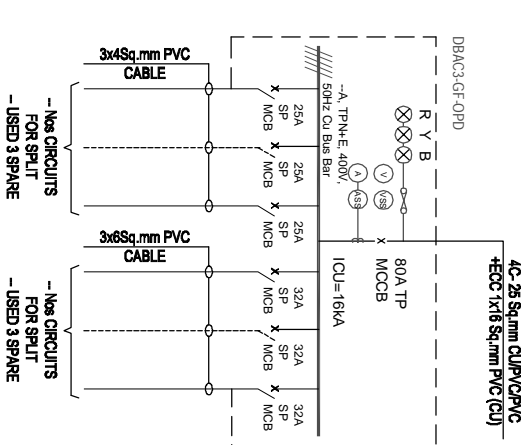 4C- 25 Sq.mm CU/PVC/PVC
+ECC 1x16 Sq.mm PVC (CU)
DBAC3-GF-OPD
R Y B
V VSS
A ASS
80A TP
MCCB
ICU=16kA
--A, TPN+E, 400V,
50Hz Cu Bus Bar
3x4Sq.mm PVC
CABLE
25A
SP
MCB
25A
SP
MCB
25A
SP
MCB
-- Nos CIRCUITS
FOR SPLIT
-- USED 3 SPARE
3x6Sq.mm PVC
CABLE
32A
SP
MCB
32A
SP
MCB
32A
SP
MCB
-- Nos CIRCUITS
FOR SPLIT
-- USED 3 SPARE